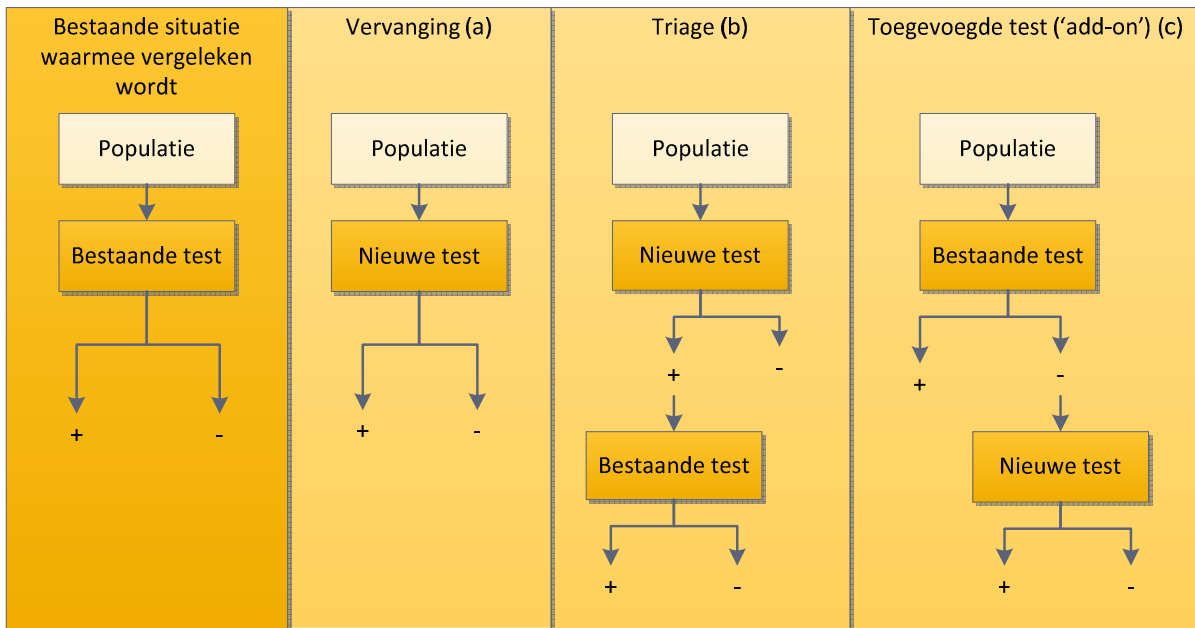 Bestaande situatie
waarmee vergeleken
wordt
Populatie
Bestaande test
+ -
Vervanging (a)
Populatie
Nieuwe test
+ -
Triage (b)
Populatie
Nieuwe test
+ -
Bestaande test
+ -
Toegevoegde test (‘add-on’) (c)
Populatie
Bestaande test
+ -
Nieuwe test
+ -